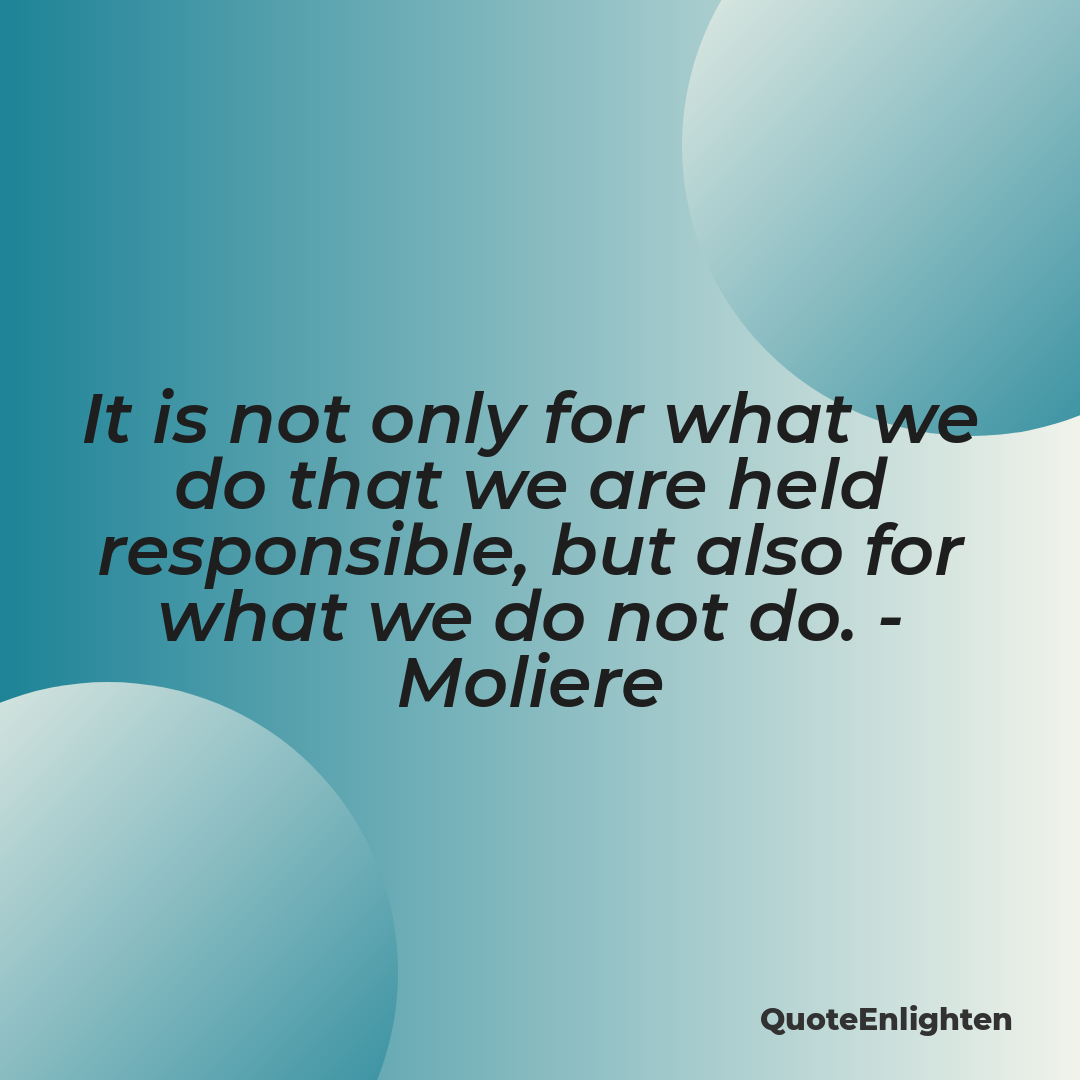 It is not only for what we
do that we are held
responsible, but also for
what we do not do. -
Moliere
QuoteEnlighten